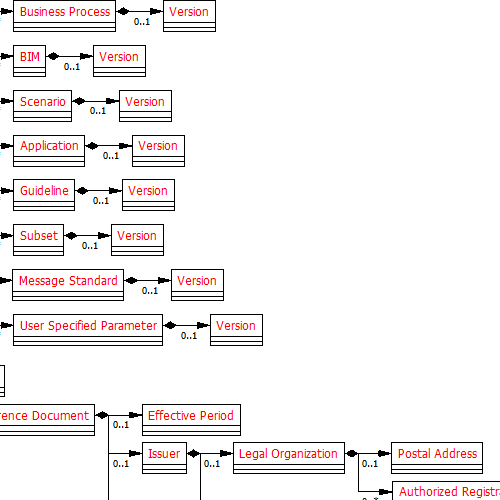 Business Process Version
0..1
BIM Version
0..1
Scenario Version
0..1
Application Version
0..1
Guideline Version
0..1
Subset Version
0..1
Message Standard Version
0..1
User Specified Parameter Version
0..1
rence Document Effective Period
0..1
Issuer Legal Organization Postal Address
0..1 0..1 0..1
Authorized Registr